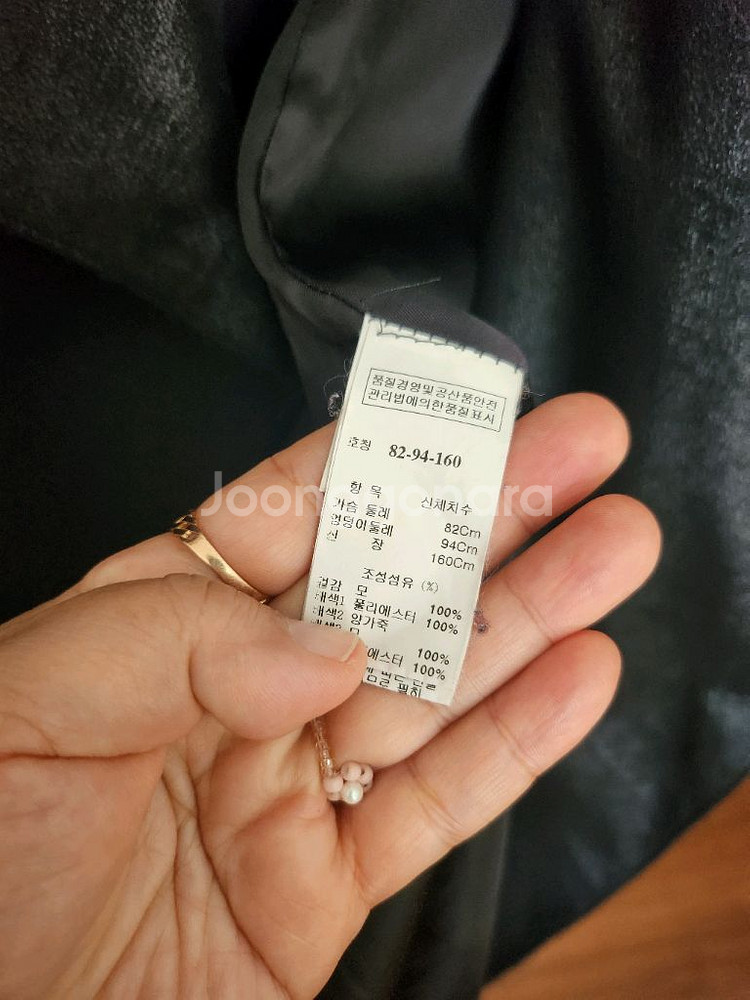 품질경영및공산품안전
관리법에의한품질표시
호칭 82-94-160
항 목 신체치수
가슴 둘레 82Cm
엉덩이둘레 94Cm
신 장 160Cm
조성섬유 (%)
겉감 모 100%
배색1 폴리에스터 100%
배색2 양가죽
100%
에스터 100%
필히
Joongonara